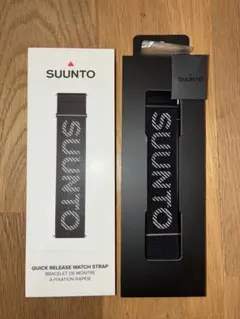 SUUNTO
SUUNTO
QUICK RELEASE WATCH STRAP
BRACELET DE MONTRE
À FIXATION RAPIDE
SUUNTO